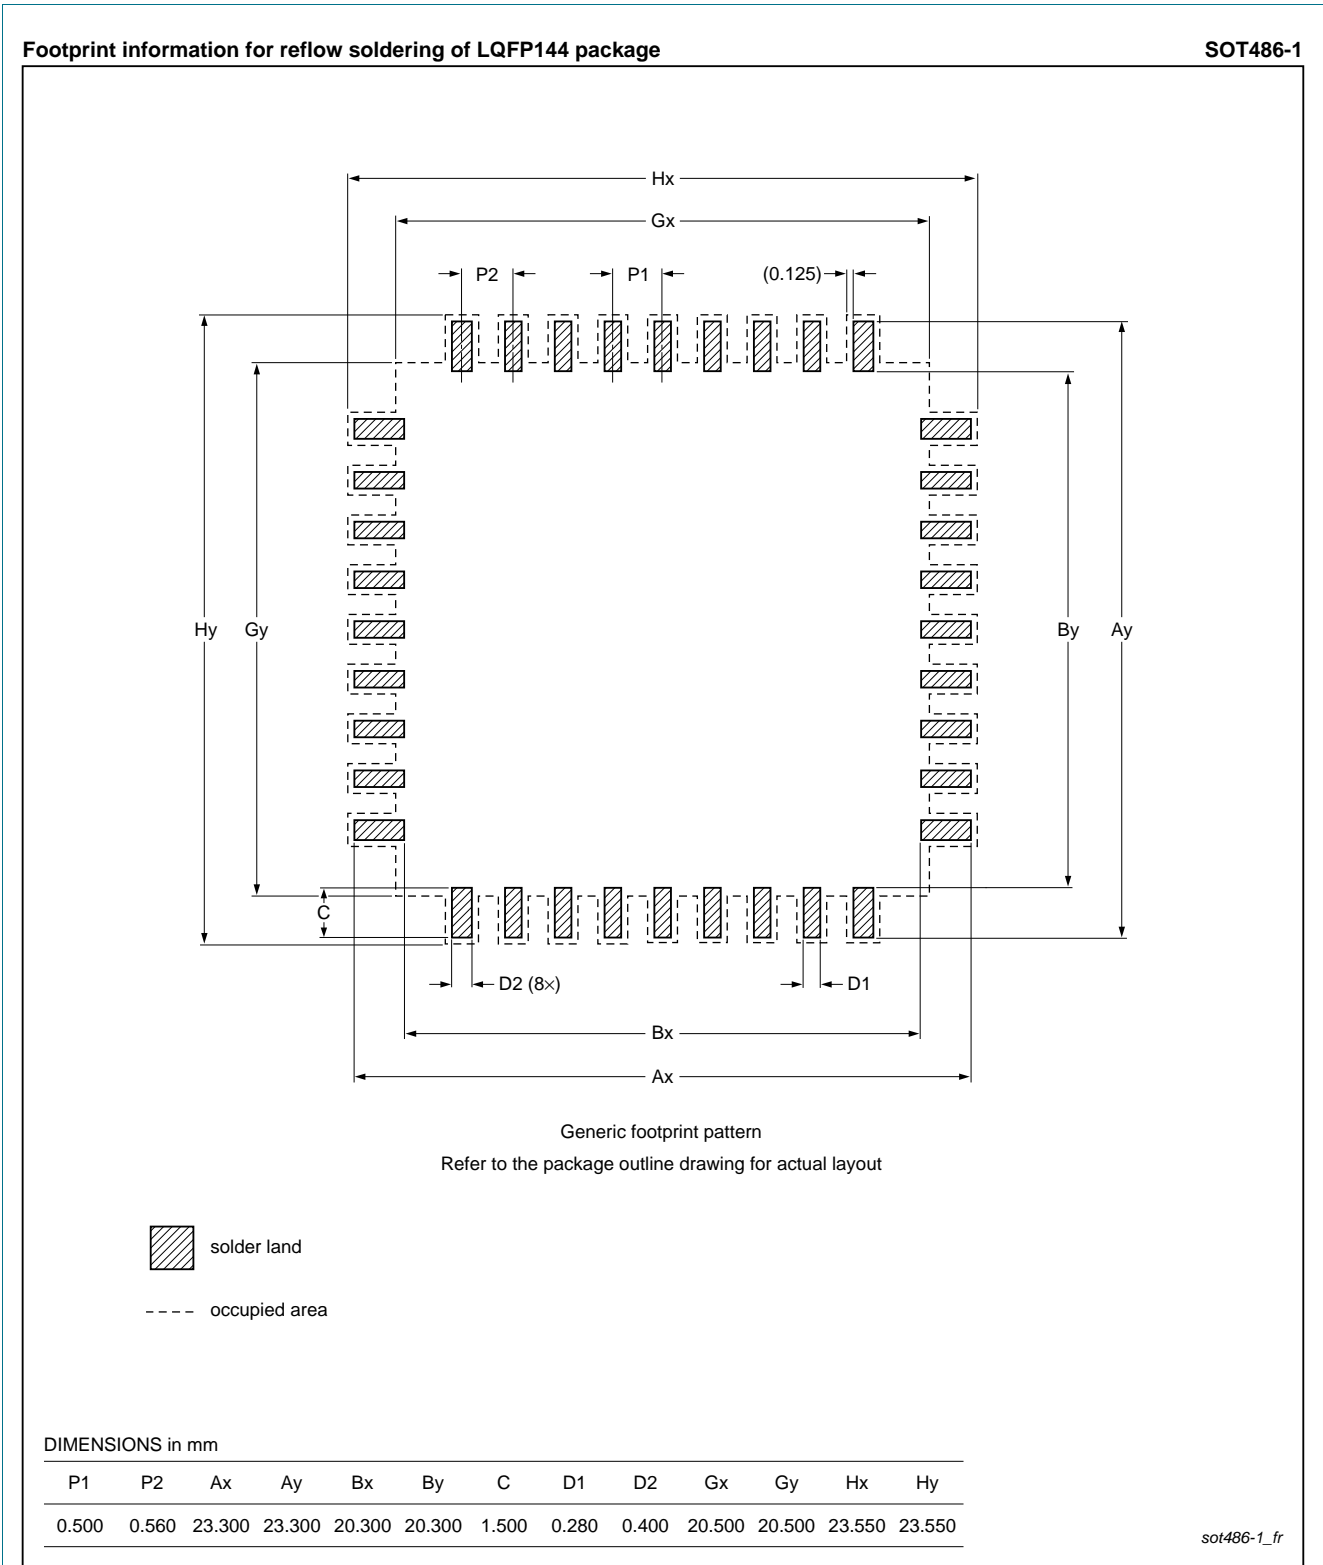 Footprint information for reflow soldering of LQFP144 package SOT486-1
Hx
Gx
P2 P1 (0.125)
Hy Gy By Ay
C
D2 (8×) D1
Bx
Ax
Generic footprint pattern
Refer to the package outline drawing for actual layout
solder land
occupied area
DIMENSIONS in mm
P1 P2 Ax Ay Bx By C D1 D2 Gx Gy Hx Hy
0.500 0.560 23.300 23.300 20.300 20.300 1.500 0.280 0.400 20.500 20.500 23.550 23.550
sot486-1_fr